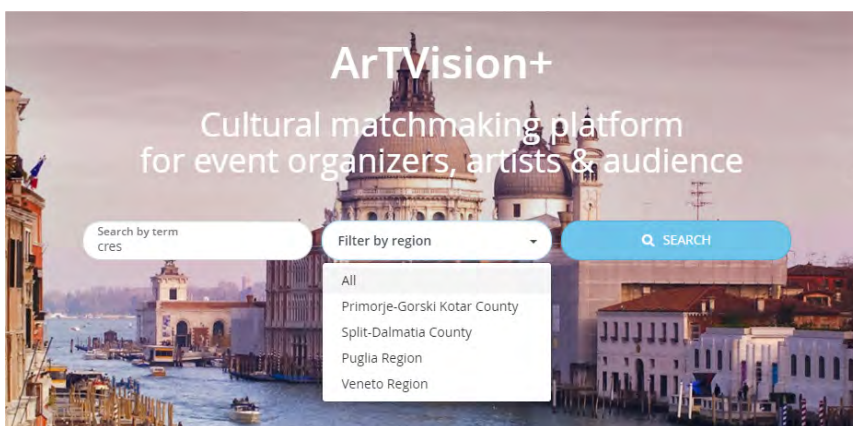 ArTVision+
Cultural matchmaking platform
for event organizers, artists & audience
Search by term
cres
Filter by region
SEARCH
All
Primorje-Gorski Kotar County
Split-Dalmatia County
Puglia Region
Veneto Region